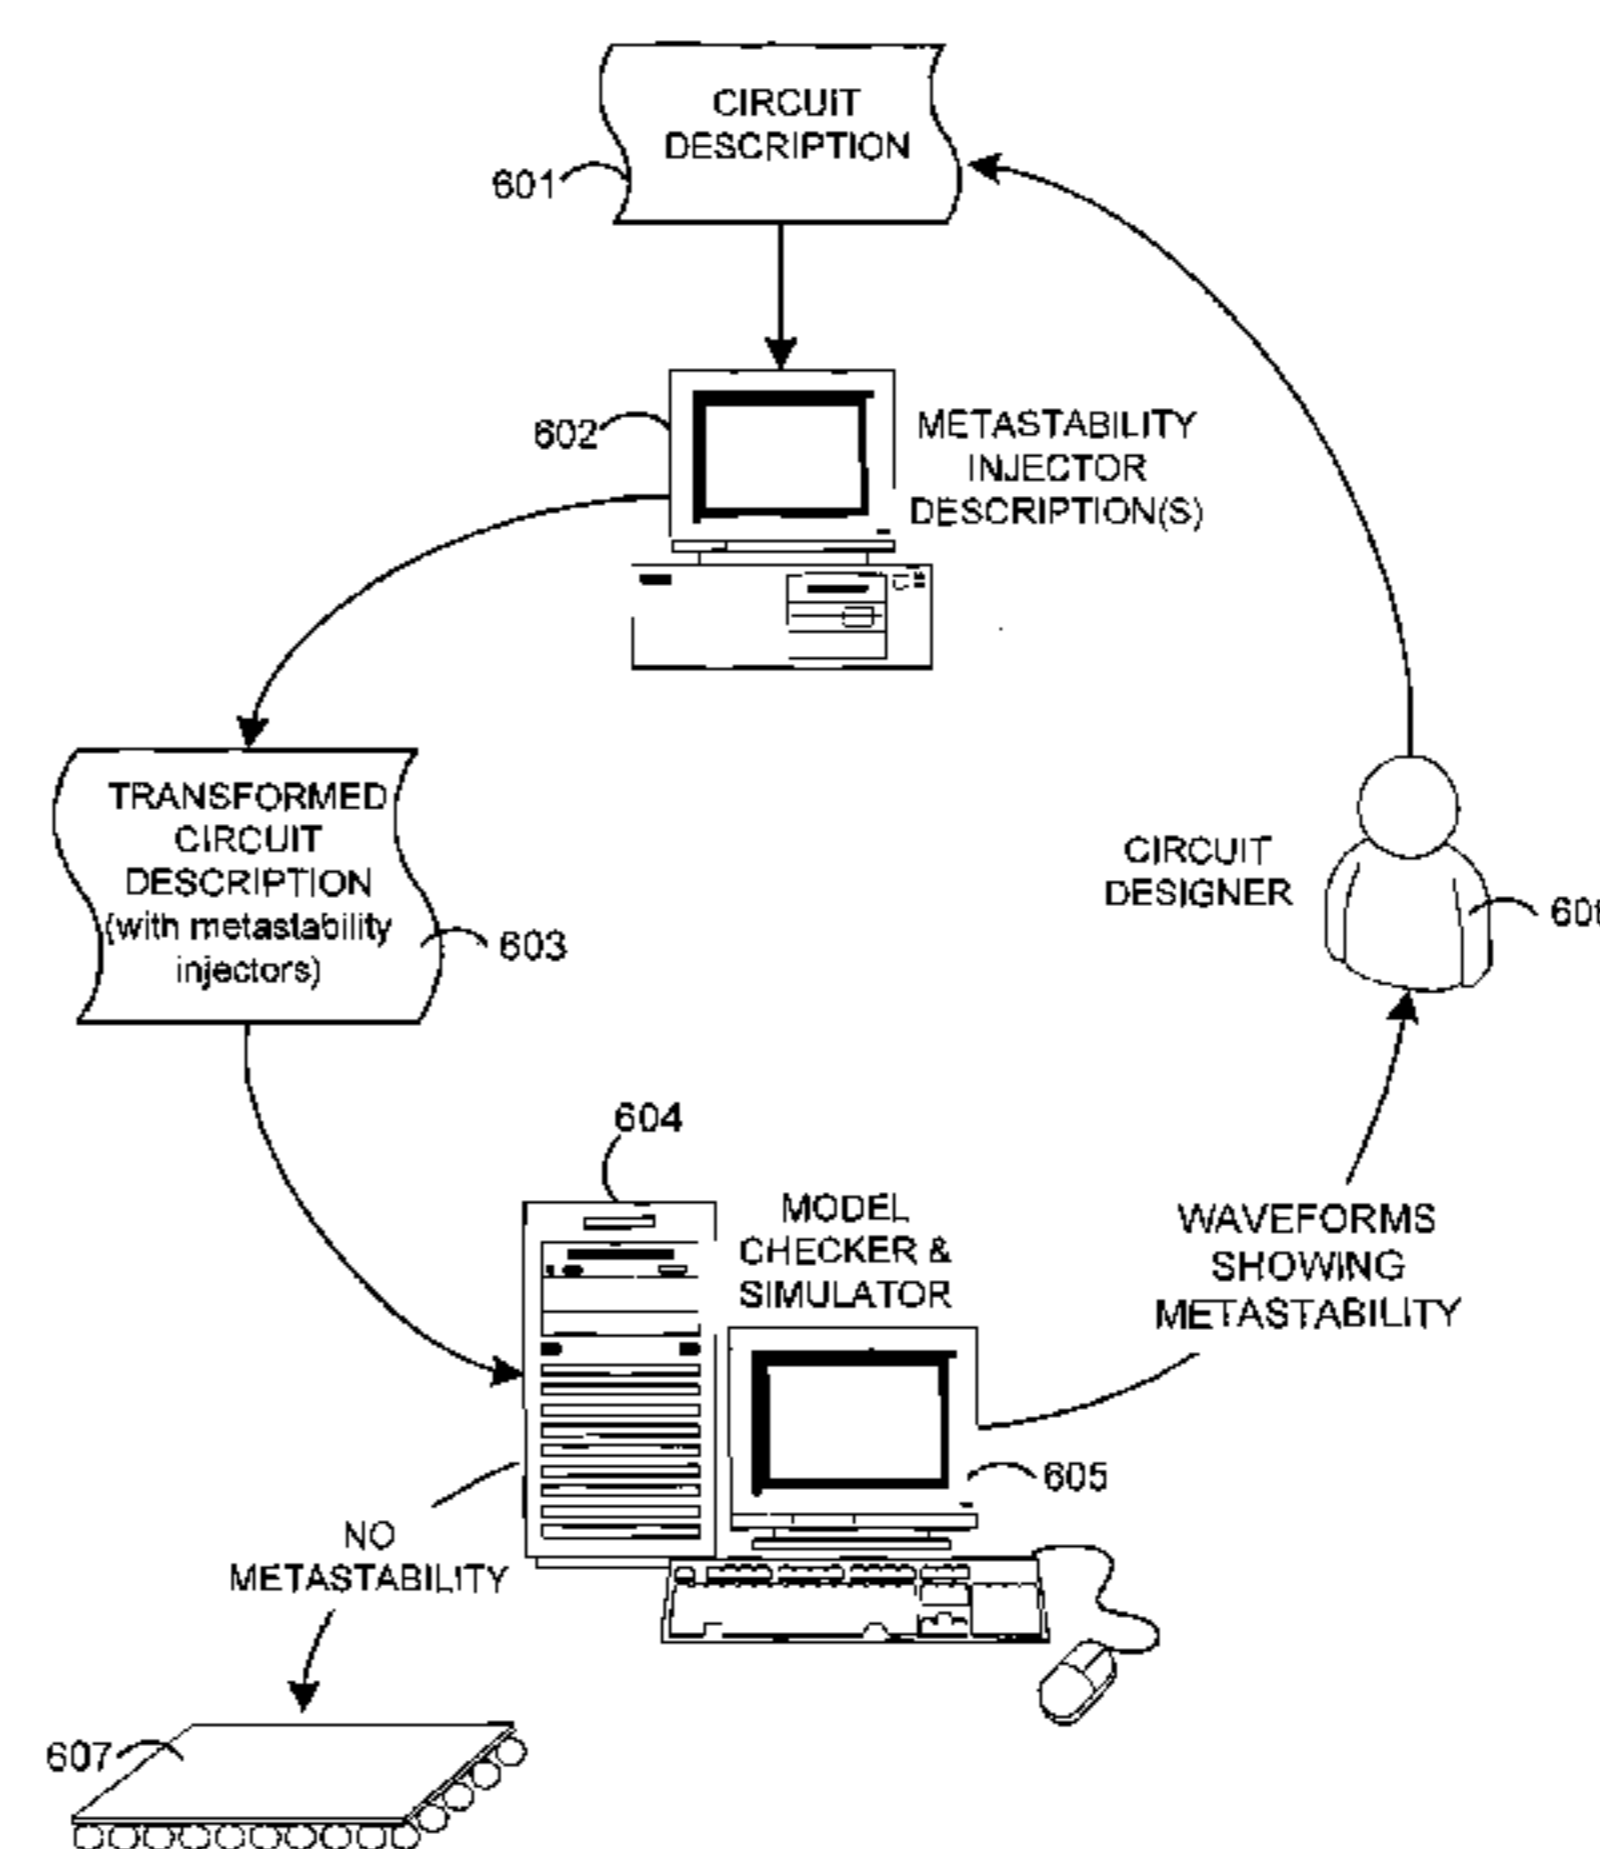 CIRCUIT
DESCRIPTION
601
602
METASTABILITY
INJECTOR
DESCRIPTION(S)
TRANSFORMED
CIRCUIT
DESCRIPTION
(with metastability
injectors)
603
CIRCUIT
DESIGNER
604
MODEL
CHECKER &
SIMULATOR
WAVEFORMS
SHOWING
METASTABILITY
605
NO
METASTABILITY
607